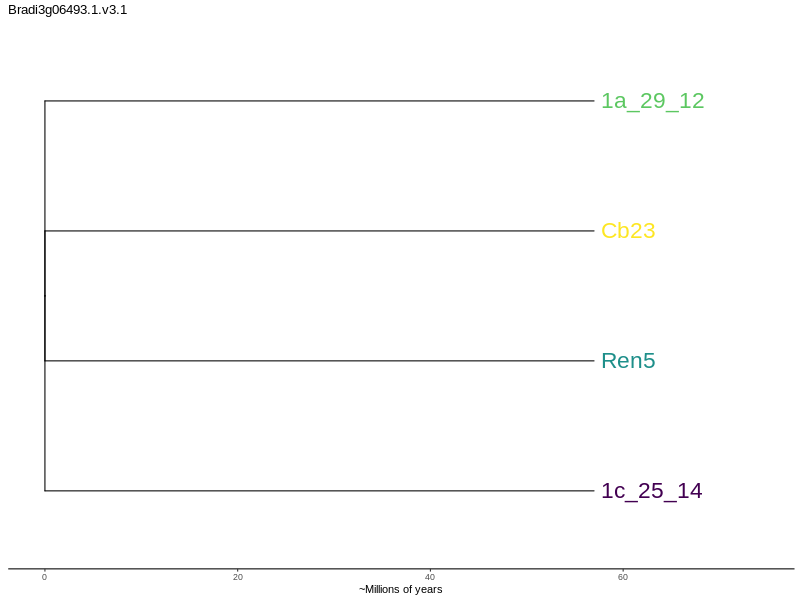 Bradi3g06493.1.v3.1
1a_29_12
Cb23
Ren5
1c_25_14
0 20 40 60
~Millions of years